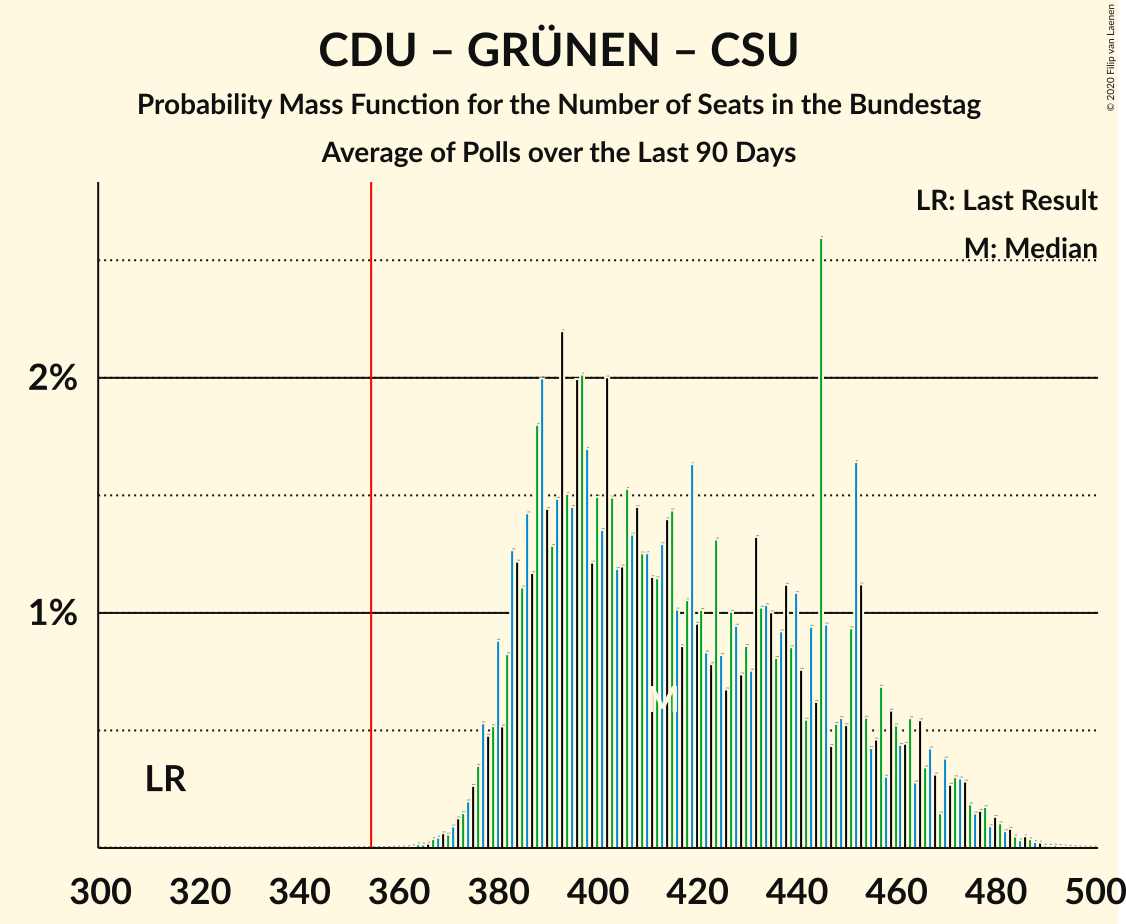 CDU – GRÜNEN – CSU
Probability Mass Function for the Number of Seats in the Bundestag
Average of Polls over the Last 90 Days
© 2020 Filip van Laenen
LR: Last Result
M: Median
2%
1%
M
LR
300 320 340 360 380 400 420 440 460 480 500